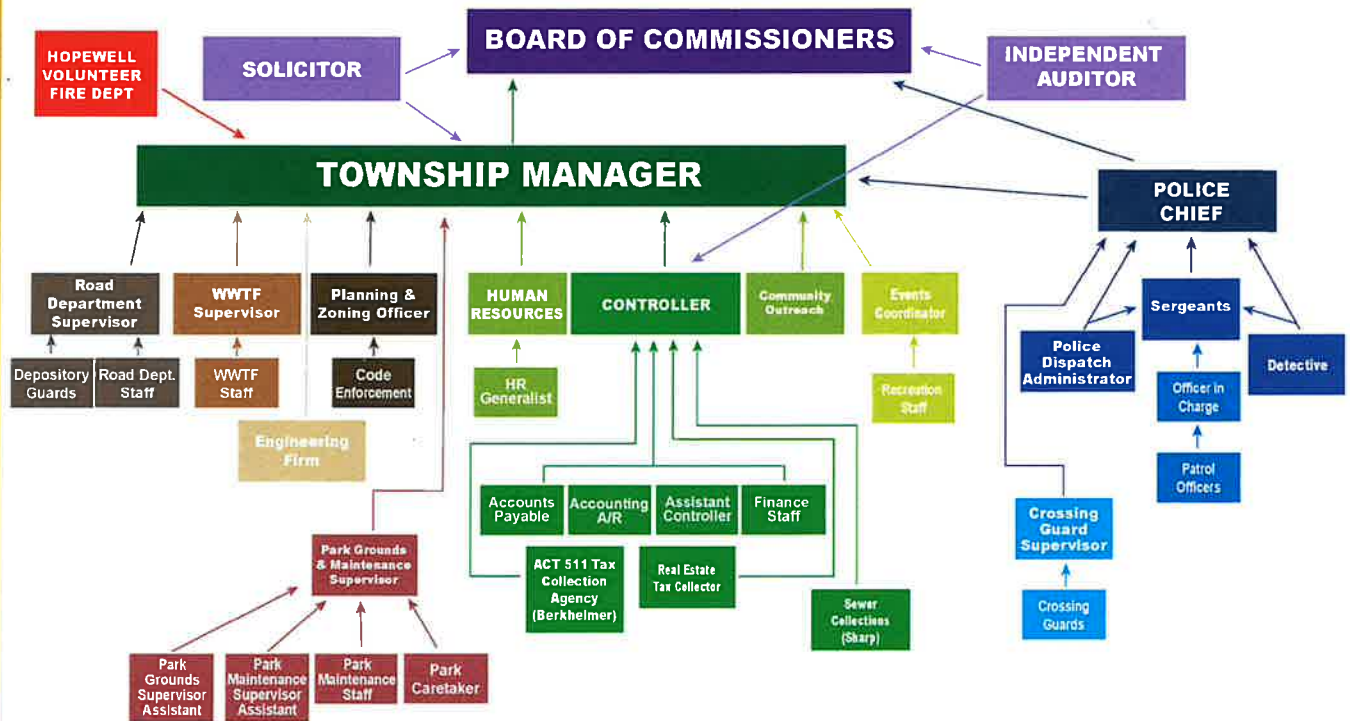 BOARD OF COMMISSIONERS
HOPEWELL
VOLUNTEER
FIRE DEPT
SOLICITOR
INDEPENDENT
AUDITOR
TOWNSHIP MANAGER
POLICE
CHIEF
Road
Department
Supervisor
WWTF
Supervisor
Planning &
Zoning Officer
HUMAN
RESOURCES
CONTROLLER
Community
Outreach
Events
Coordinator
Sergeants
Police
Dispatch
Administrator
Detective
Depository
Guards
Road Dept.
Staff
WWTF
Staff
Code
Enforcement
HR
Generalist
Recreation
Staff
Officer in
Charge
Engineering
Firm
Patrol
Officers
Accounts
Payable
Accounting
A/R
Assistant
Controller
Finance
Staff
Crossing
Guard
Supervisor
Park Grounds
& Maintenance
Supervisor
ACT 511 Tax
Collection
Agency
(Berkheimer)
Real Estate
Tax Collector
Sewer
Collections
(Sharp)
Crossing
Guards
Park
Grounds
Supervisor
Assistant
Park
Maintenance
Supervisor
Assistant
Park
Maintenance
Staff
Park
Caretaker